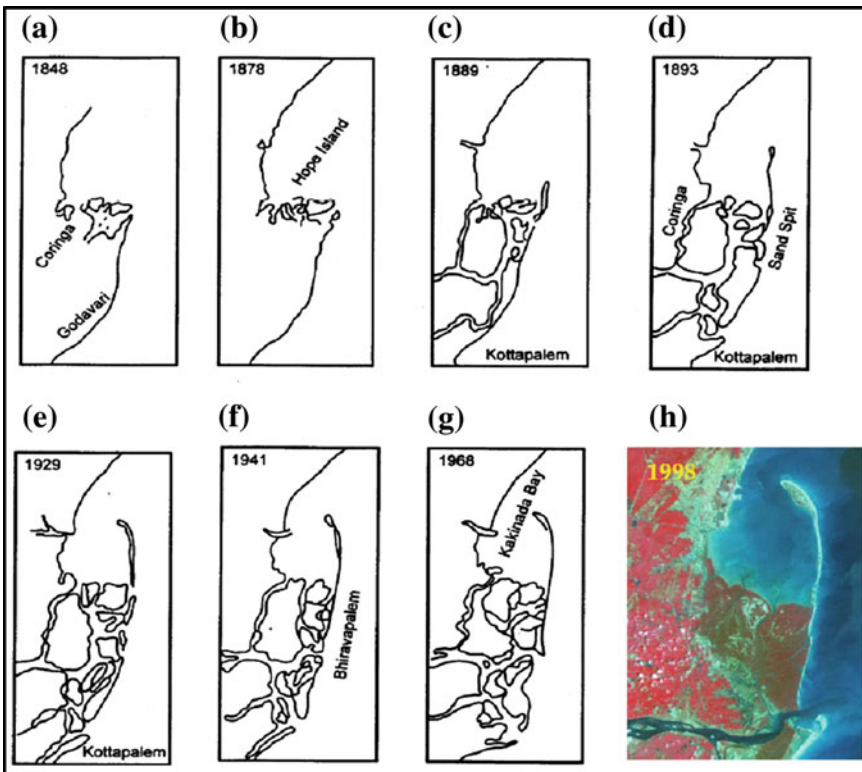 (a)
(b)
(c)
(d)
1848
1878
1889
1893
Hope Island
Coringa
Godavari
Kottapalem
Coringa
Sand Spit
Kottapalem
(e)
(f)
(g)
(h)
1929
1941
1968
1998
Kottapalem
Bhiravapalem
Kakinada Bay